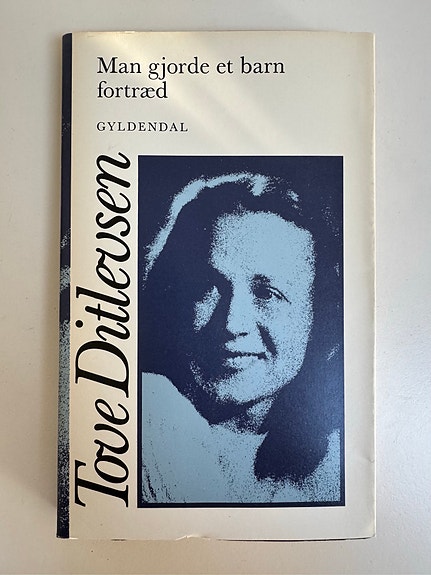 Man gjorde et barn
fortræd
GYLDENDAL
Tove Ditlevsen